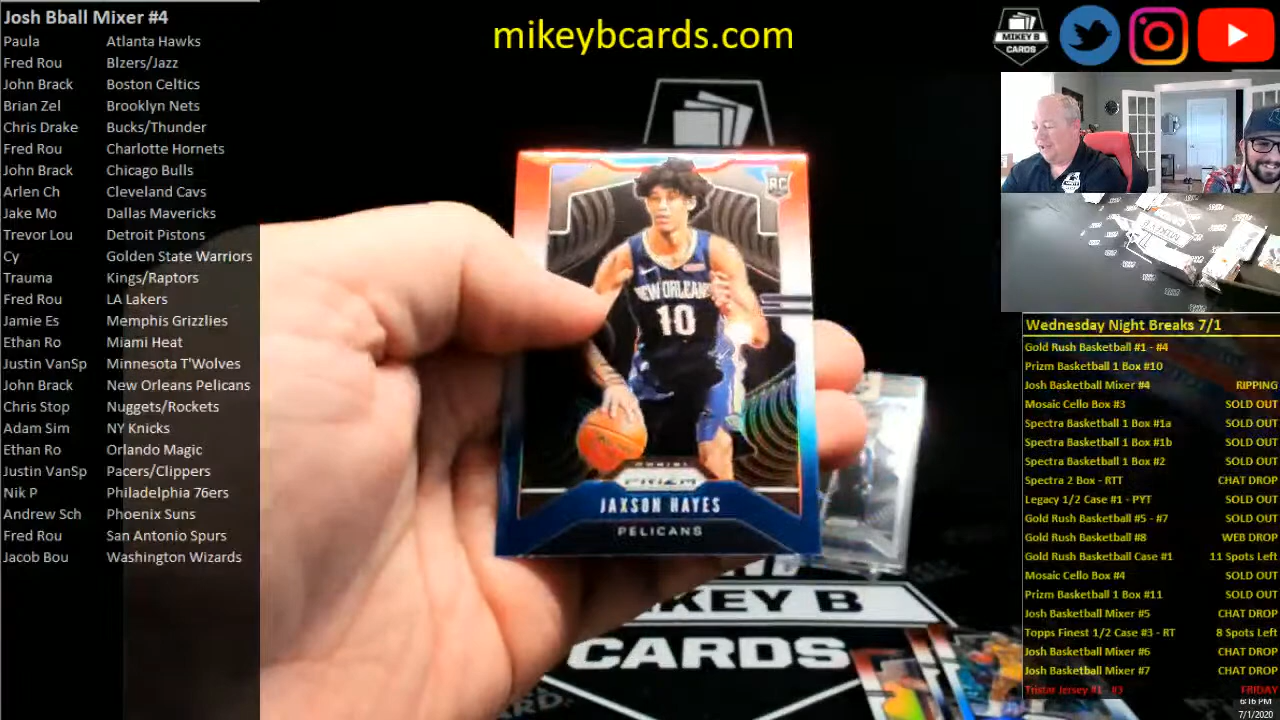 Josh Bball Mixer #4
Paula Atlanta Hawks
Fred Rou Blzers/Jazz
John Brack Boston Celtics
Brian Zel Brooklyn Nets
Chris Drake Bucks/Thunder
Fred Rou Charlotte Hornets
John Brack Chicago Bulls
Arlen Ch Cleveland Cavs
Jake Mo Dallas Mavericks
Trevor Lou Detroit Pistons
Cy Golden State Warriors
Trauma Kings/Raptors
Fred Rou LA Lakers
Jamie Es Memphis Grizzlies
Ethan Ro Miami Heat
Justin VanSp Minnesota T'Wolves
John Brack New Orleans Pelicans
Chris Stop Nuggets/Rockets
Adam Sim NY Knicks
Ethan Ro Orlando Magic
Justin VanSp Pacers/Clippers
Nik P Philadelphia 76ers
Andrew Sch Phoenix Suns
Fred Rou San Antonio Spurs
Jacob Bou Washington Wizards
mikeybcards.com
MIKEY B
CARDS
RC
NEW ORLEANS
10
PANINI
PRIZM
JAXSON HAYES
PELICANS
MIKEY B
CARDS
Wednesday Night Breaks 7/1
Gold Rush Basketball #1 - #4
Prizm Basketball 1 Box #10
Josh Basketball Mixer #4 RIPPING
Mosaic Cello Box #3 SOLD OUT
Spectra Basketball 1 Box #1a SOLD OUT
Spectra Basketball 1 Box #1b SOLD OUT
Spectra Basketball 1 Box #2 SOLD OUT
Spectra 2 Box - RTT CHAT DROP
Legacy 1/2 Case #1 - PYT SOLD OUT
Gold Rush Basketball #5 - #7 SOLD OUT
Gold Rush Basketball #8 WEB DROP
Gold Rush Basketball Case #1 11 Spots Left
Mosaic Cello Box #4 SOLD OUT
Prizm Basketball 1 Box #11 SOLD OUT
Josh Basketball Mixer #5 CHAT DROP
Topps Finest 1/2 Case #3 - RT 8 Spots Left
Josh Basketball Mixer #6 CHAT DROP
Josh Basketball Mixer #7 CHAT DROP
Tristar Jersey #1 - #3 FRIDAY
6:16 PM
7/1/2020